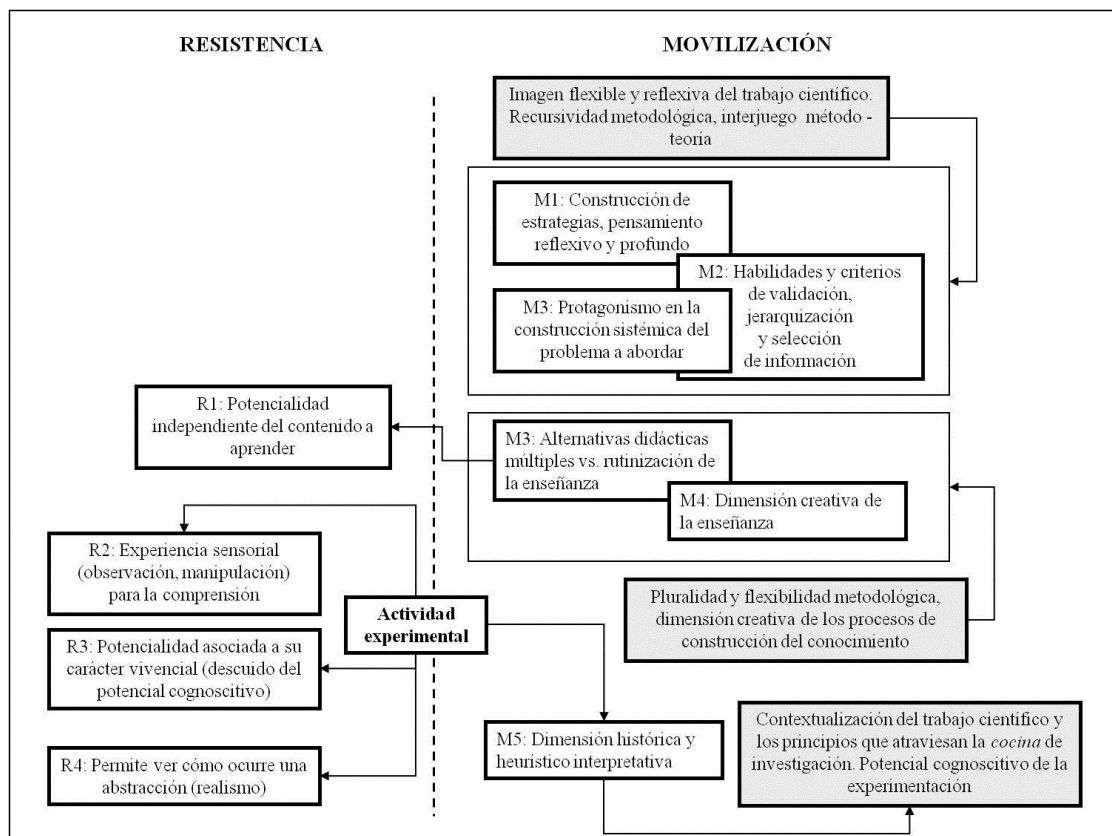 RESISTENCIA
MOVILIZACIÓN
Imagen flexible y reflexiva del trabajo científico.
Recursividad metodológica, interjuego método -
teoría
M1: Construcción de
estrategias, pensamiento
reflexivo y profundo
M2: Habilidades y criterios
de validación,
jerarquización
y selección
de información
M3: Protagonismo en la
construcción sistémica del
problema a abordar
R1: Potencialidad
independiente del contenido a
aprender
M3: Alternativas didácticas
múltiples vs. rutinización de
la enseñanza
M4: Dimensión creativa de
la enseñanza
R2: Experiencia sensorial
(observación, manipulación)
para la comprensión
Actividad
experimental
Pluralidad y flexibilidad metodológica,
dimensión creativa de los procesos de
construcción del conocimiento
R3: Potencialidad asociada a su
carácter vivencial (descuido del
potencial cognoscitivo)
R4: Permite ver cómo ocurre una
abstracción (realismo)
M5: Dimensión histórica y
heurístico interpretativa
Contextualización del trabajo científico y
los principios que atraviesan la cocina de
investigación. Potencial cognoscitivo de la
experimentación